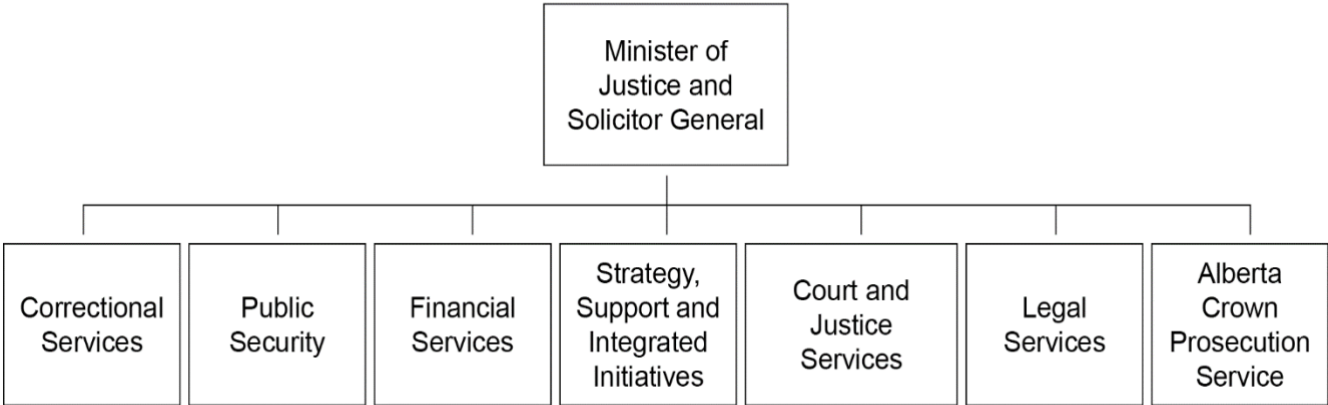 Minister of
Justice and
Solicitor General
Correctional
Services
Public
Security
Financial
Services
Strategy,
Support and
Integrated
Initiatives
Court and
Justice
Services
Legal
Services
Alberta
Crown
Prosecution
Service